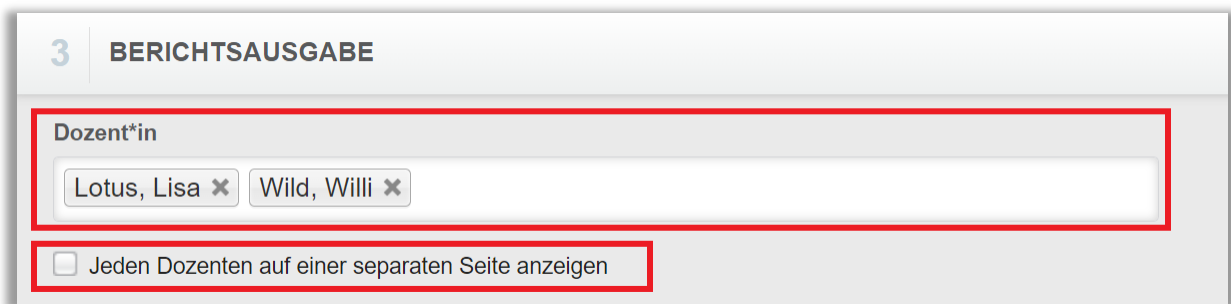 3 BERICHTSAUSGABE
Dozent*in
Lotus, Lisa Wild, Willi
Jeden Dozenten auf einer separaten Seite anzeigen